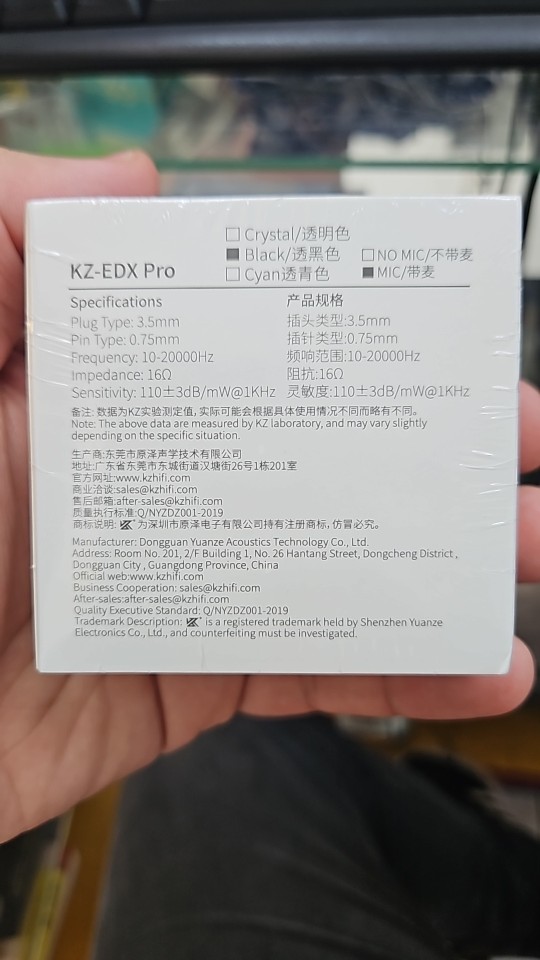 □ Crystal/透明色
KZ-EDX Pro ■ Black/透黑色 □ NO MIC/不带麦
□ Cyan透青色 ■ MIC/带麦
Specifications 产品规格
Plug Type: 3.5mm 插头类型:3.5mm
Pin Type: 0.75mm 插针类型:0.75mm
Frequency: 10-20000Hz 频响范围:10-20000Hz
Impedance: 16Ω 阻抗:16Ω
Sensitivity: 110±3dB/mW@1KHz 灵敏度:110±3dB/mW@1KHz
备注: 数据为KZ实验测定值, 实际可能会根据具体使用情况不同而略有不同。
Note: The above data are measured by KZ laboratory, and may vary slightly
depending on the specific situation.
生产商:东莞市原泽声学技术有限公司
地址:广东省东莞市东城街道汉塘街26号1栋201室
官方网址:www.kzhifi.com
商业洽谈:sales@kzhifi.com
售后邮箱:after-sales@kzhifi.com
质量执行标准:Q/NYZDZ001-2019
商标说明: KZ 为深圳市原泽电子有限公司持有注册商标，仿冒必究。
Manufacturer: Dongguan Yuanze Acoustics Technology Co., Ltd.
Address: Room No. 201, 2/F Building 1, No. 26 Hantang Street, Dongcheng District ,
Dongguan City , Guangdong Province, China
Official web:www.kzhifi.com
Business Cooperation: sales@kzhifi.com
After-sales:after-sales@kzhifi.com
Quality Executive Standard: Q/NYZDZ001-2019
Trademark Description: KZ is a registered trademark held by Shenzhen Yuanze
Electronics Co., Ltd., and counterfeiting must be investigated.